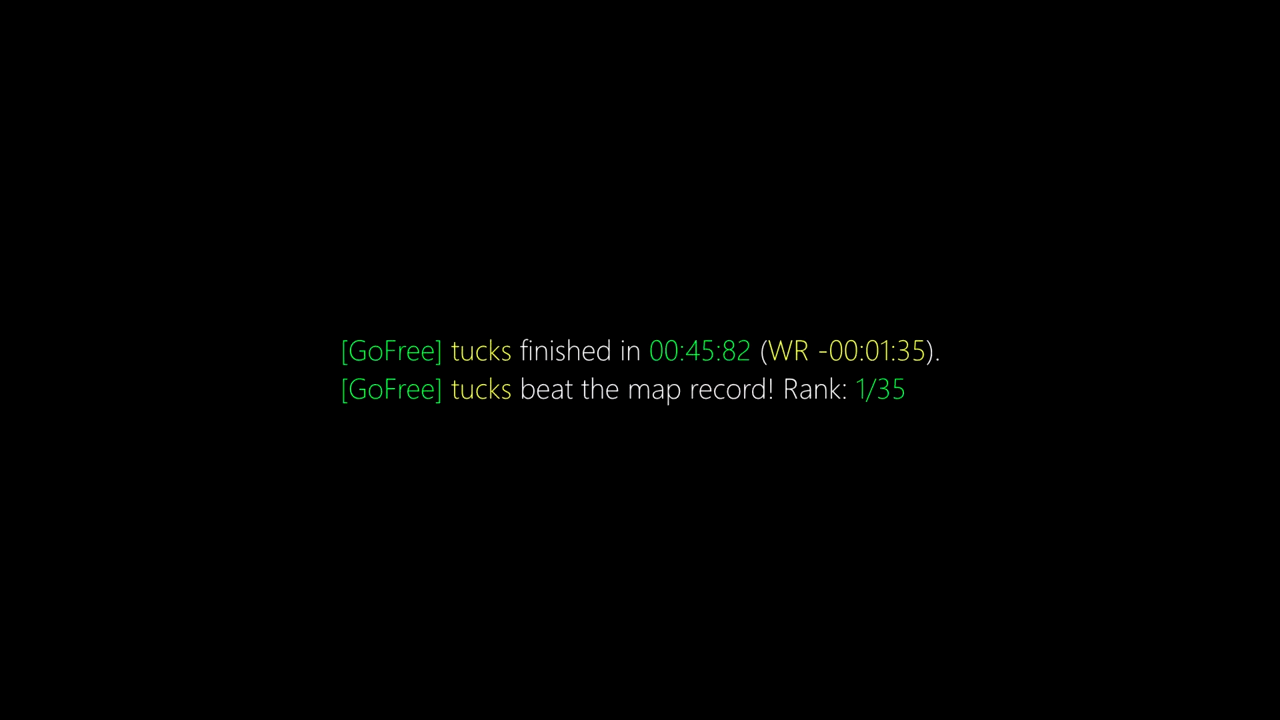 [GoFree] tucks finished in 00:45:82 (WR -00:01:35).
[GoFree] tucks beat the map record! Rank: 1/35